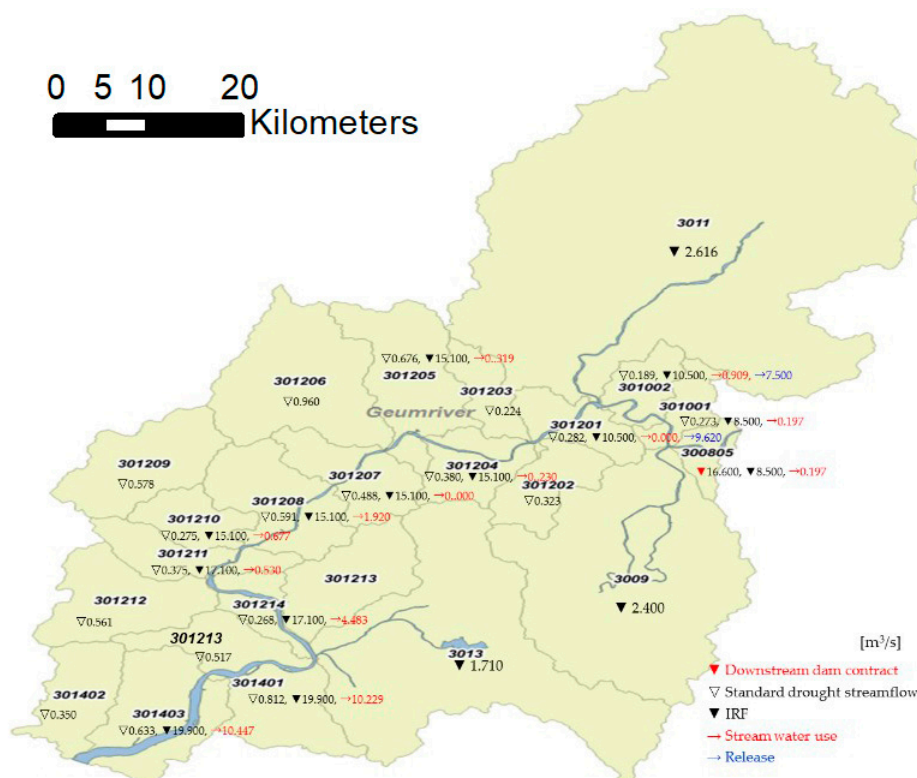 0 5 10 20
Kilometers
3011
▼ 2.616
▽0.676, ▼15.100, →0..319
301205
301206
▽0.960
301203
▽0.224
Geumriver
▽0.189, ▼10.500, →0.909, →7.500
301002
301001
▽0.273, ▼8.500, →0.197
301201
▽0.282, ▼10.500, →0.000, →9.620
300805
▼16.600, ▼8.500, →0.197
301204
▽0.380, ▼15.100, →0..230
301202
▽0.323
301209
▽0.578
301207
▽0.488, ▼15.100, →0..000
301208
▽0.591, ▼15.100, →1.920
301210
▽0.275, ▼15.100, →0.677
301211
▽0.375, ▼17.100, →0.530
301213
3009
▼ 2.400
301212
▽0.561
301214
▽0.268, ▼17.100, →4.483
301213
▽0.517
3013
▼ 1.710
301402
▽0.350
301401
▽0.812, ▼19.900, →10.229
301403
▽0.633, ▼19.900, →10.447
[m³/s]
▼ Downstream dam contract
▽ Standard drought streamflow
▼ IRF
→ Stream water use
→ Release